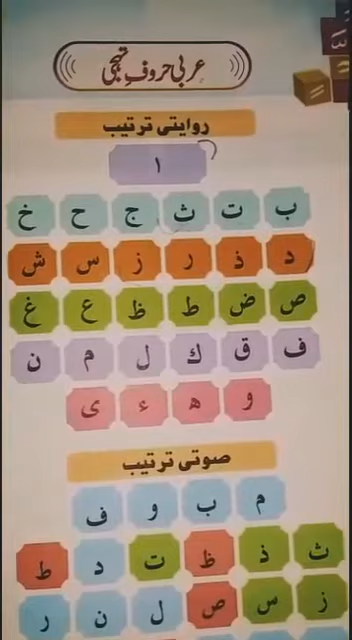 عربی حروفِ تہجی
روایتی ترتیب
ا
ب ت ث ج ح خ
د ذ ر ز س ش
ص ض ط ظ ع غ
ف ق ك ل م ن
و ھ ء ی
صوتی ترتیب
م ب و ف
ث ذ ظ ت د ط
ز س ص ل ن ر